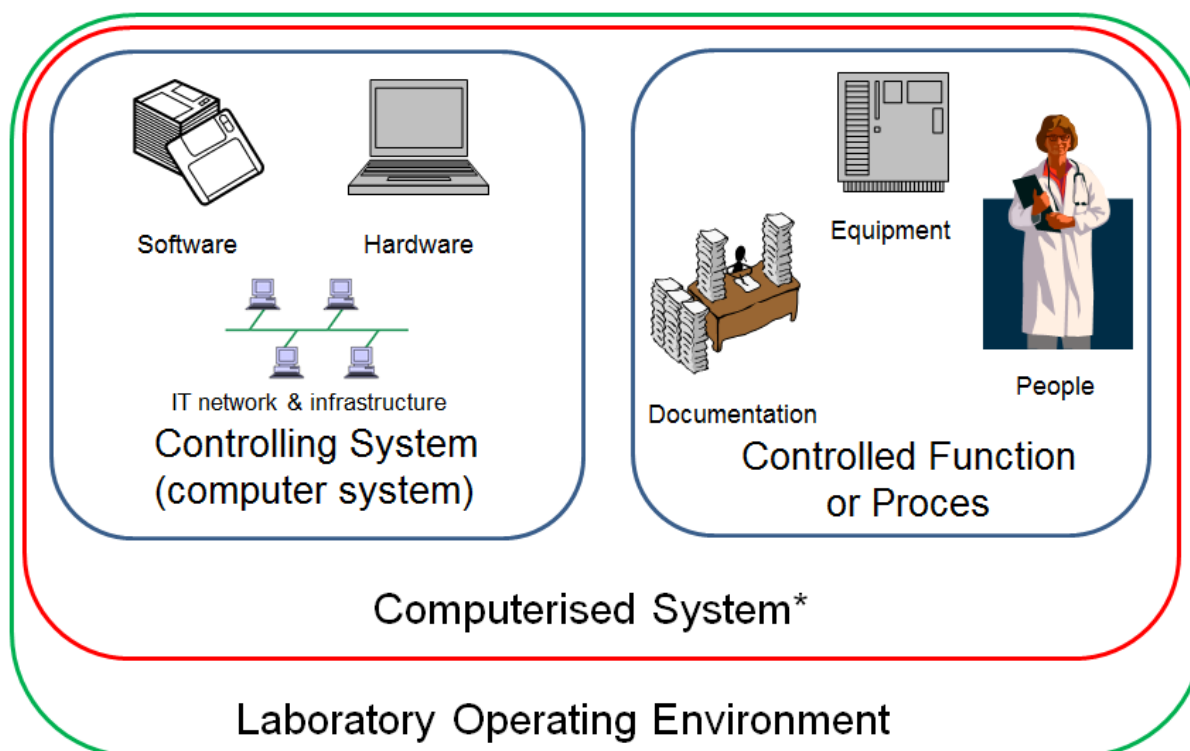 Software
Hardware
IT network & infrastructure
Controlling System
(computer system)
Equipment
People
Documentation
Controlled Function
or Proces
Computerised System*
Laboratory Operating Environment